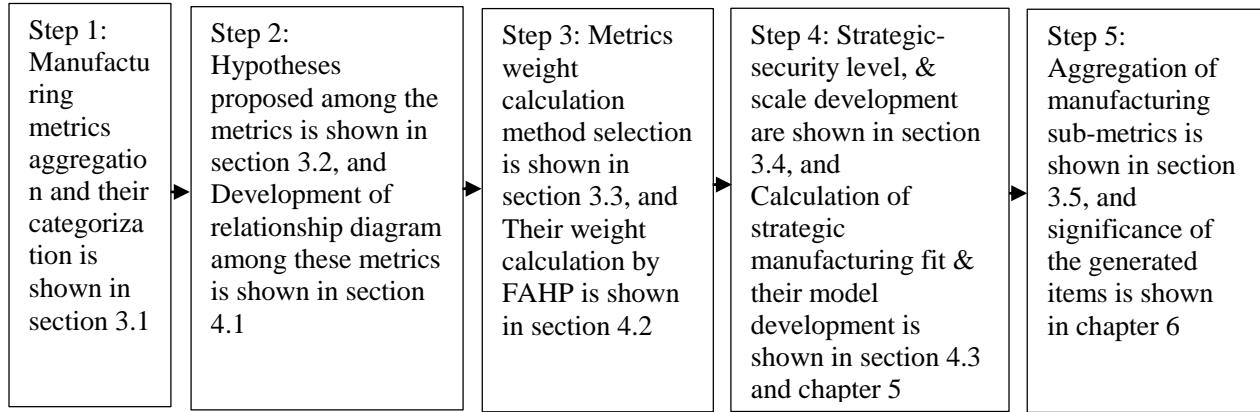 Step 1:
Manufactu
ring
metrics
aggregatio
n and their
categoriza
tion is
shown in
section 3.1
Step 2:
Hypotheses
proposed among the
metrics is shown in
section 3.2, and
Development of
relationship diagram
among these metrics
is shown in section
4.1
Step 3: Metrics
weight
calculation
method selection
is shown in
section 3.3, and
Their weight
calculation by
FAHP is shown
in section 4.2
Step 4: Strategic-
security level, &
scale development
are shown in section
3.4, and
Calculation of
strategic
manufacturing fit &
their model
development is
shown in section 4.3
and chapter 5
Step 5:
Aggregation of
manufacturing
sub-metrics is
shown in section
3.5, and
significance of
the generated
items is shown
in chapter 6